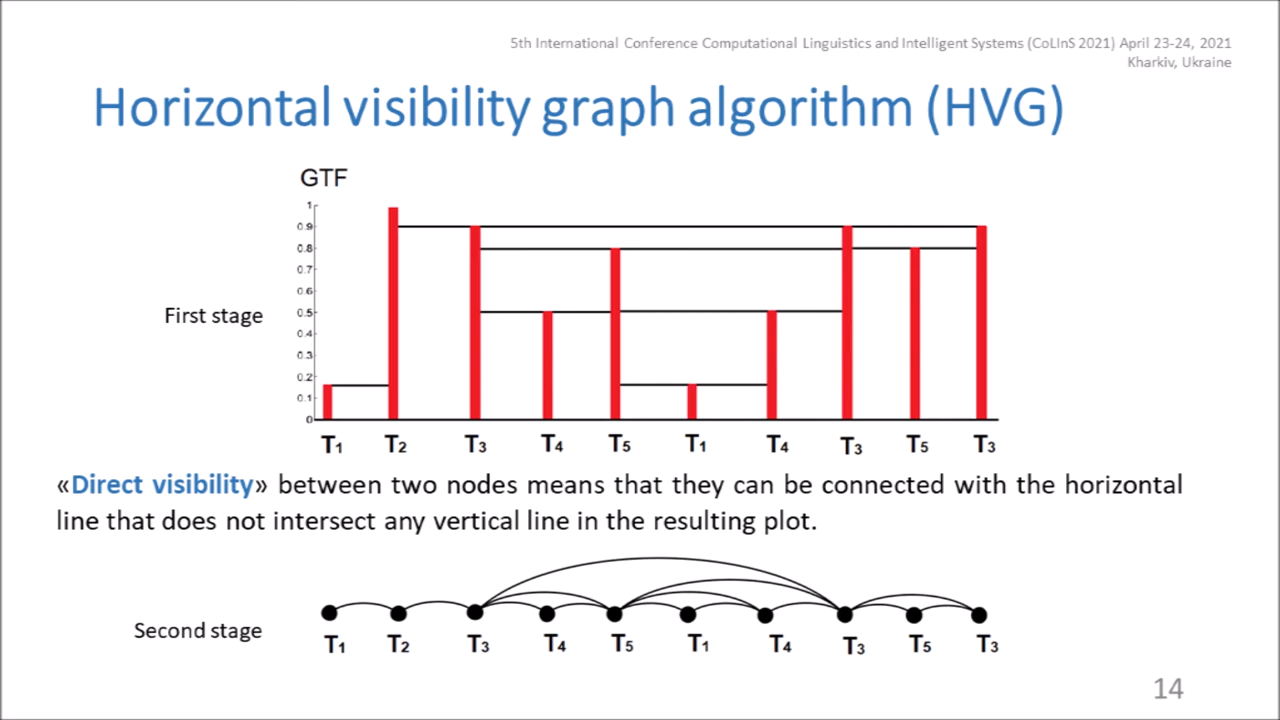 5th International Conference Computational Linguistics and Intelligent Systems (CoLInS 2021) April 23-24, 2021
Kharkiv, Ukraine
Horizontal visibility graph algorithm (HVG)
GTF
1
0.9
0.8
0.7
0.6
First stage
0.5
0.4
0.3
0.2
0.1
0
T1 T2 T3 T4 T5 T1 T4 T3 T5 T3
«Direct visibility» between two nodes means that they can be connected with the horizontal
line that does not intersect any vertical line in the resulting plot.
Second stage
T1 T2 T3 T4 T5 T1 T4 T3 T5 T3
14